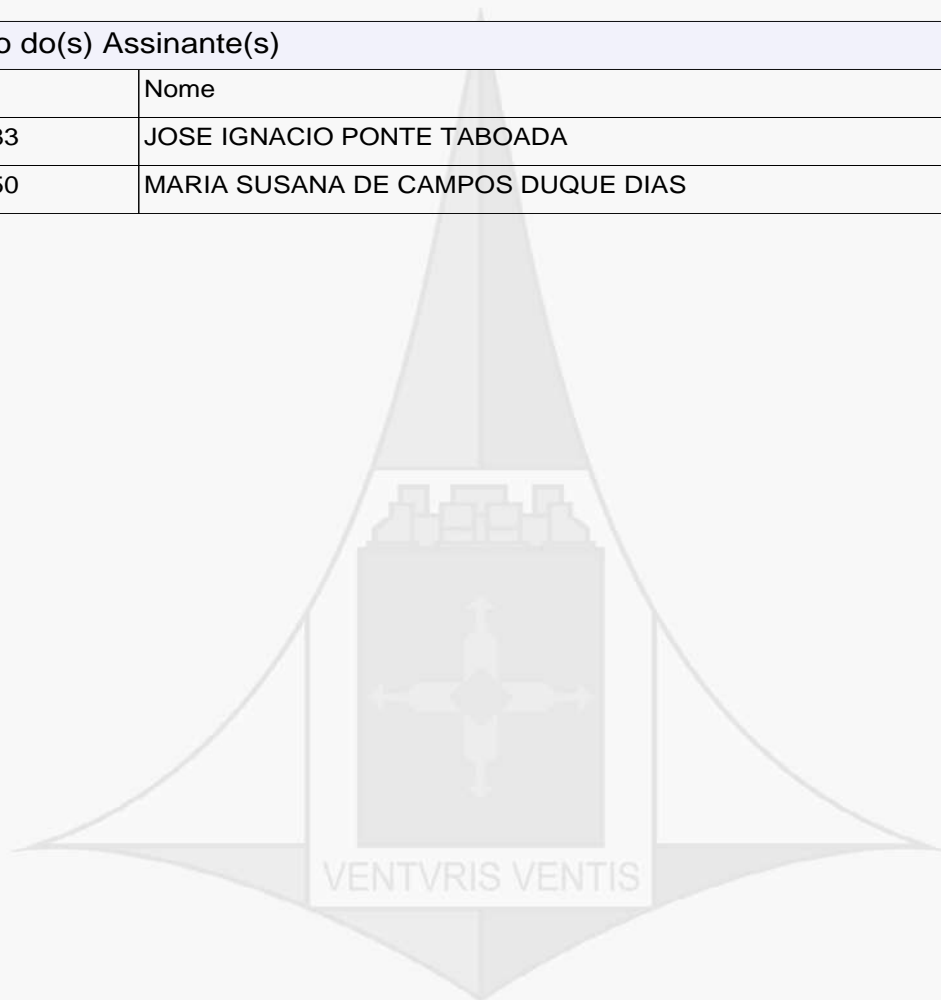 o do(s) Assinante(s)
Nome
33 JOSE IGNACIO PONTE TABOADA
50 MARIA SUSANA DE CAMPOS DUQUE DIAS
VENTVRIS VENTIS